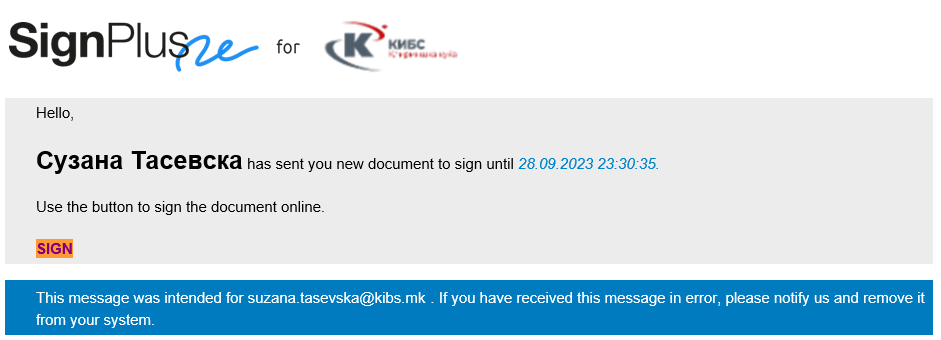 SignPlus for КИБС
Hello,
Сузана Тасевска has sent you new document to sign until 28.09.2023 23:30:35.
Use the button to sign the document online.
SIGN
This message was intended for suzana.tasevska@kibs.mk . If you have received this message in error, please notify us and remove it
from your system.